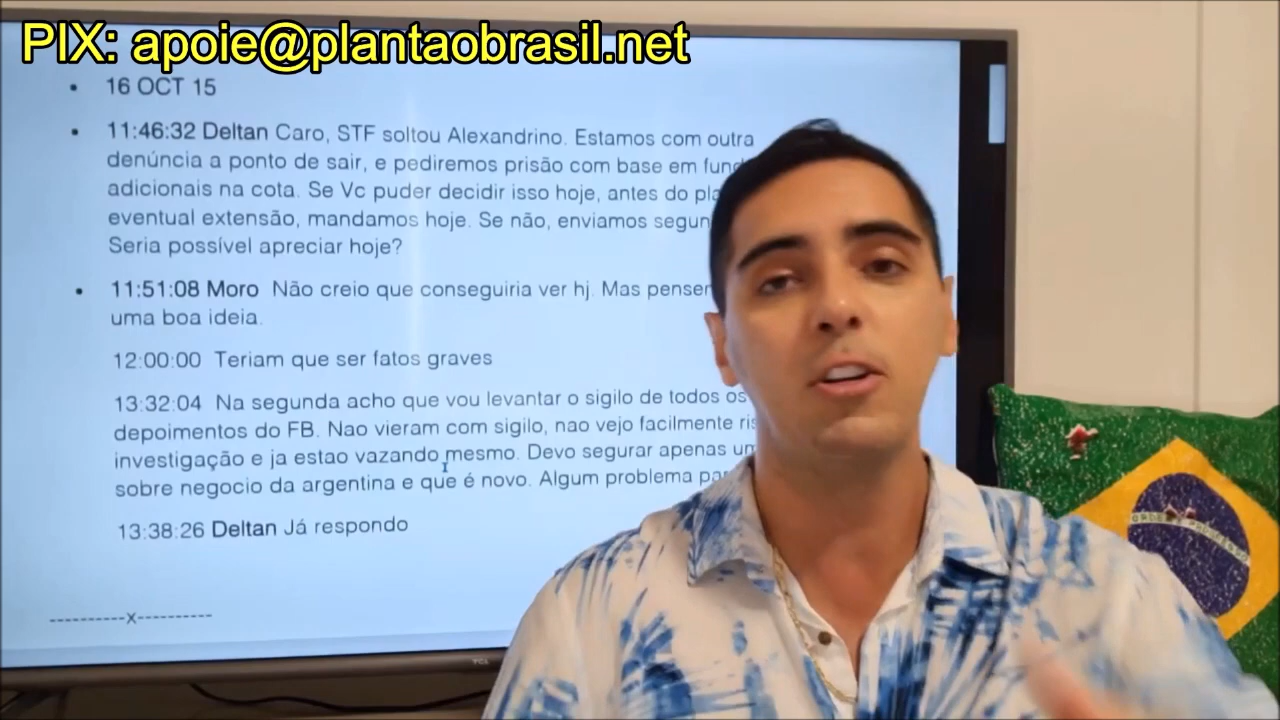 PIX: apoie@plantaobrasil.net
16 OCT 15
11:46:32 Deltan Caro, STF soltou Alexandrino. Estamos com outra
denúncia a ponto de sair, e pediremos prisão com base em
adicionais na cota. Se Vc puder decidir isso hoje, antes do
eventual extensão, mandamos hoje. Se não, enviamos
Seria possível apreciar hoje?
11:51:08 Moro Não creio que conseguiria ver hj. Mas
uma boa ideia.
12:00:00 Teriam que ser fatos graves
13:32:04 Na segunda acho que vou levantar o sigilo de todos os
depoimentos do FB. Nao vieram com sigilo, nao vejo facilmente
investigação e ja estao vazando mesmo. Devo segurar apenas
sobre negocio da argentina e que é novo. Algum problema
13:38:26 Deltan Já respondo
----------x----------
TCL